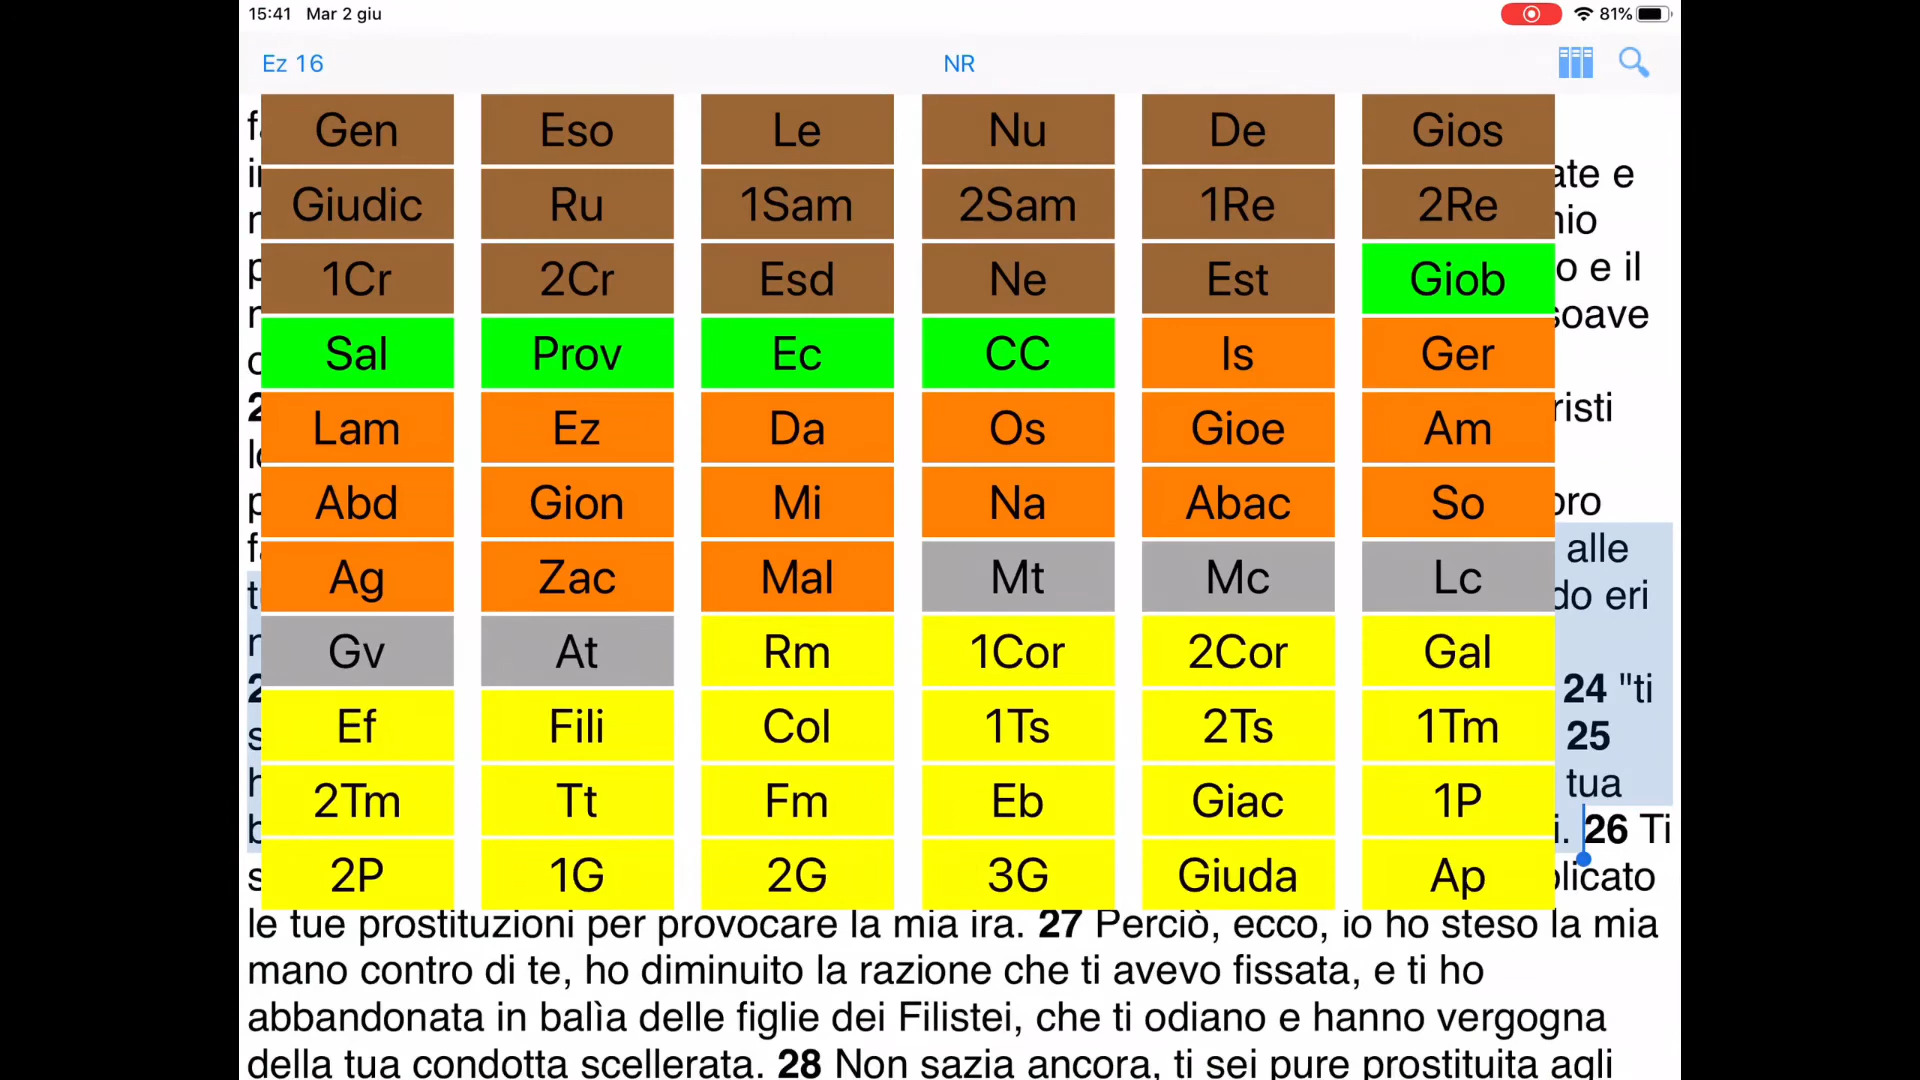 15:41 Mar 2 giu 81%
Ez 16 NR
Gen Eso Le Nu De Gios
Giudic Ru 1Sam 2Sam 1Re 2Re
1Cr 2Cr Esd Ne Est Giob
Sal Prov Ec CC Is Ger
Lam Ez Da Os Gioe Am
Abd Gion Mi Na Abac So
Ag Zac Mal Mt Mc Lc
Gv At Rm 1Cor 2Cor Gal
Ef Fili Col 1Ts 2Ts 1Tm
2Tm Tt Fm Eb Giac 1P
2P 1G 2G 3G Giuda Ap
e
o e il
alle
eri
24 "ti
25
tua
26 Ti
le tue prostituzioni per provocare la mia ira. 27 Perciò, ecco, io ho steso la mia
mano contro di te, ho diminuito la razione che ti avevo fissata, e ti ho
abbandonata in balìa delle figlie dei Filistei, che ti odiano e hanno vergogna
della tua condotta scellerata. 28 Non sazia ancora, ti sei pure prostituita agli